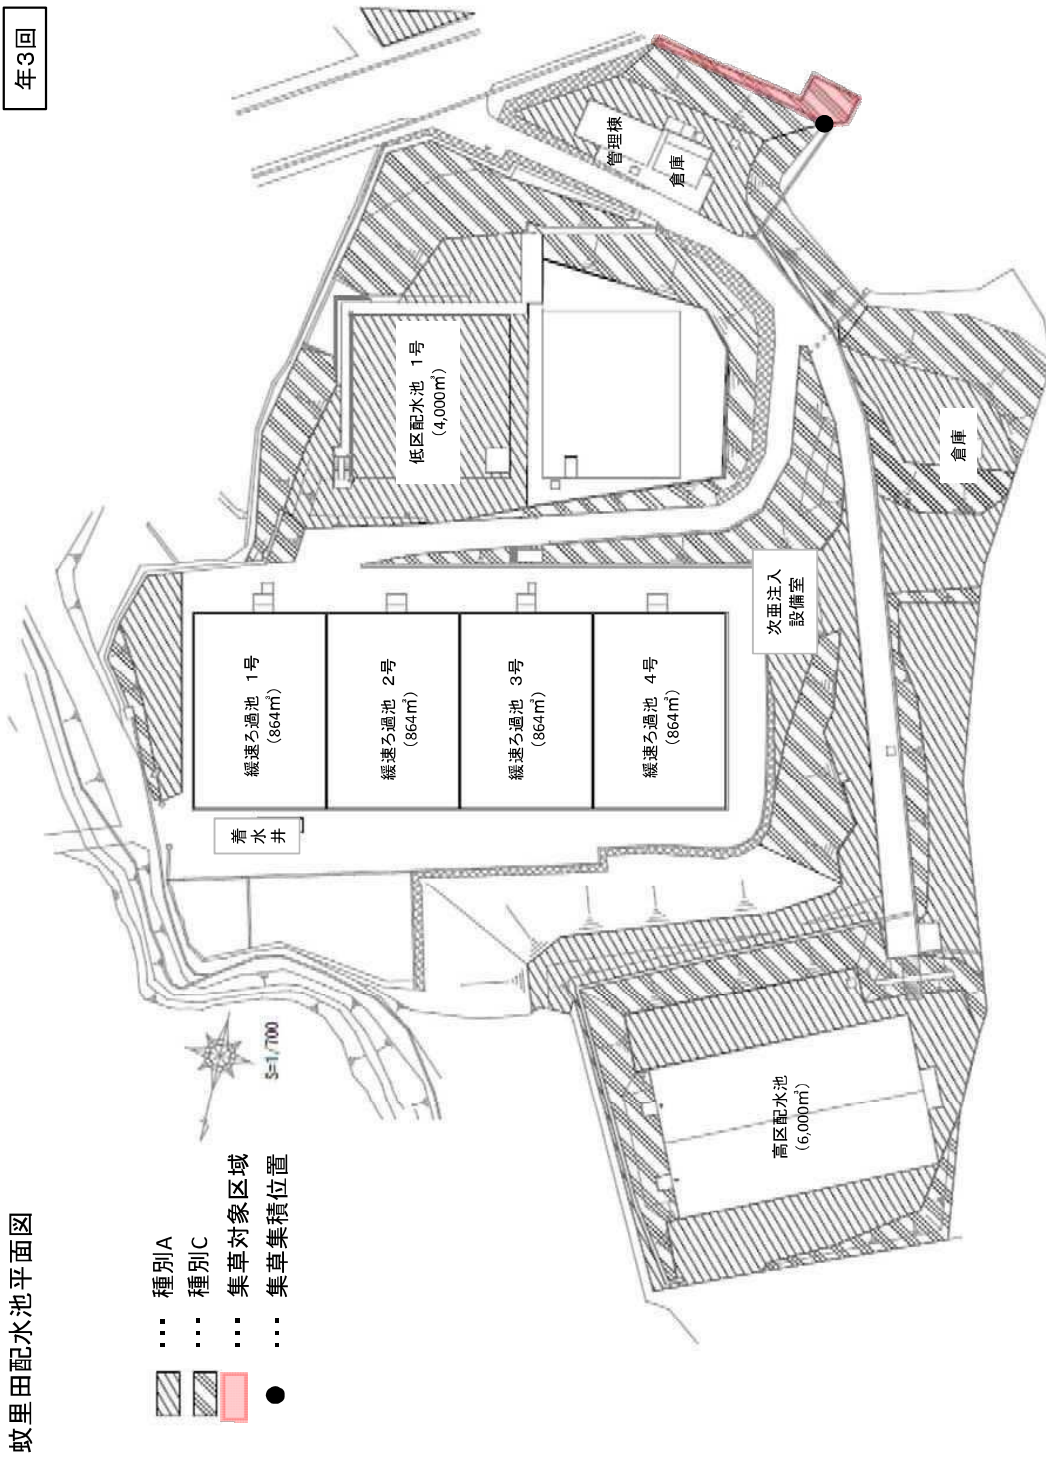 蚊里田配水池平面図
年3回
… 種別A
… 種別C
… 集草対象区域
… 集草集積位置
S=1/700
着
水
井
緩速ろ過池 1号
(864㎥)
緩速ろ過池 2号
(864㎥)
緩速ろ過池 3号
(864㎥)
緩速ろ過池 4号
(864㎥)
低区配水池 1号
(4,000㎥)
管理棟
倉庫
次亜注入
設備室
倉庫
高区配水池
(6,000㎥)